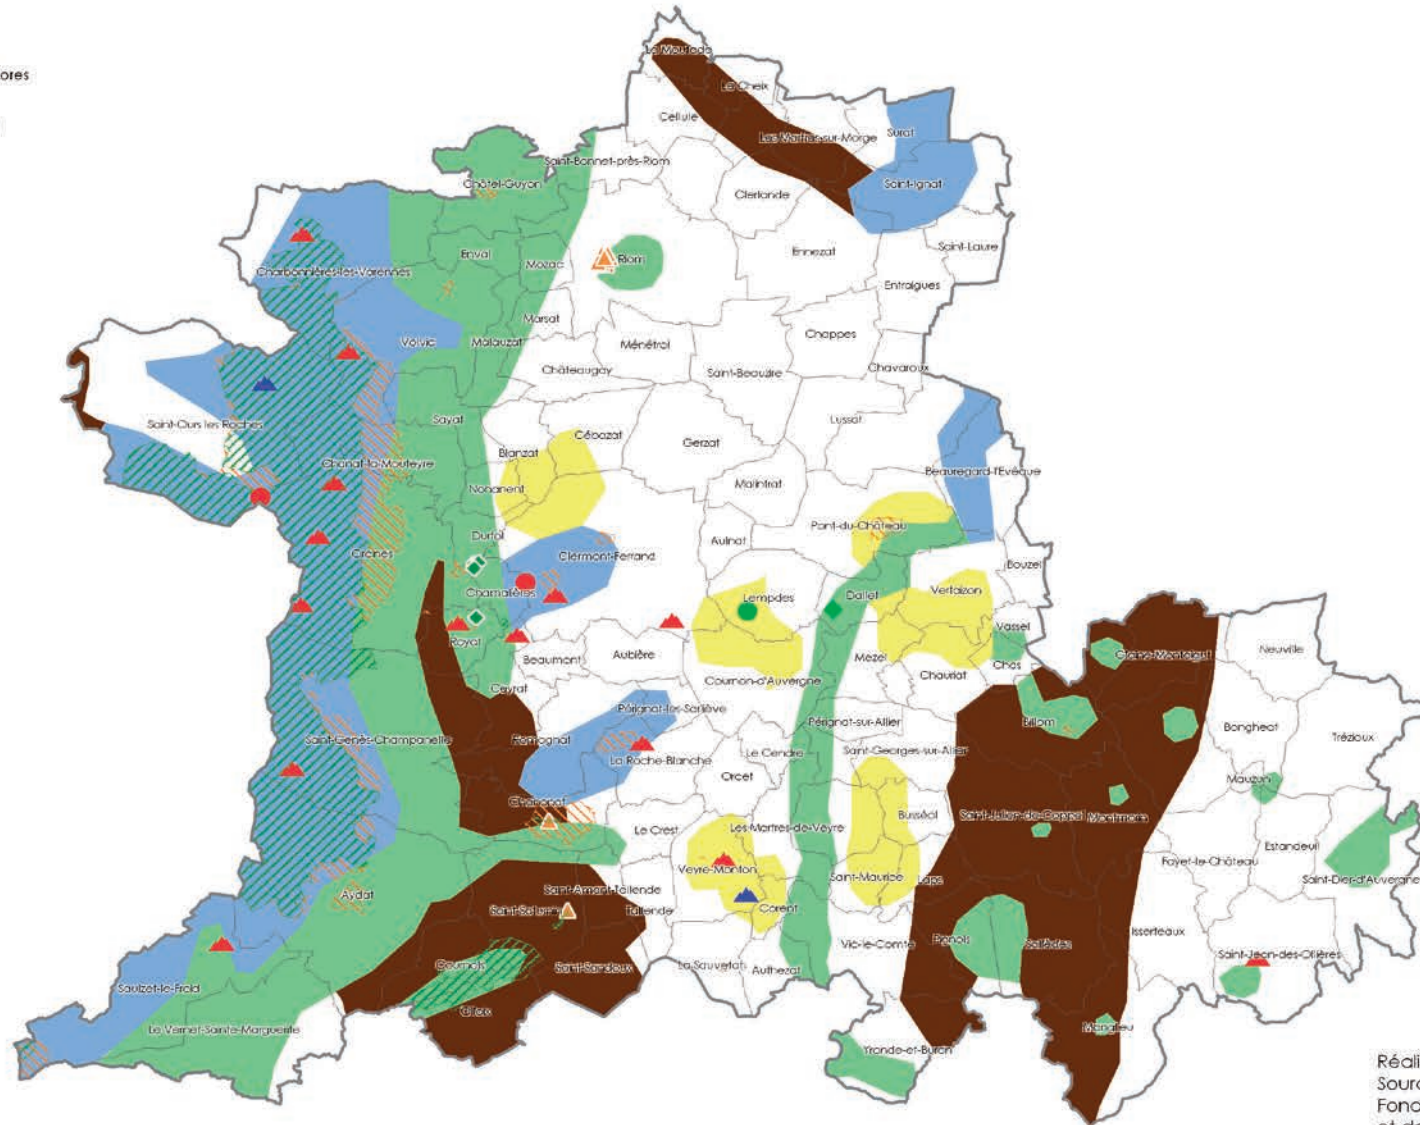 ores
La Moutade
Le Cheix
Cellule
Les Martres-sur-Morge
Surat
Saint-Bonnet-près-Riom
Châtel-Guyon
Clerlande
Saint-Ignat
Enval
Mozac
Riom
Ennezat
Saint-Laure
Charbonnières-les-Varennes
Entraigues
Marsat
Volvic
Malauzat
Ménétrol
Chappes
Châteaugay
Saint-Beauzire
Chavaroux
Saint-Ours les Roches
Sayat
Cébazat
Gerzat
Lussat
Blanzat
Chanat-la-Mouteyre
Beauregard-l'Evêque
Nohanent
Malintrat
Pont-du-Château
Durtol
Aulnat
Orcines
Clermont-Ferrand
Bouzel
Chamalières
Lempdes
Dallet
Vertaizon
Vassel
Royat
Beaumont
Aubière
Mezel
Chas
Glaine-Montaigut
Neuville
Chauriat
Ceyrat
Cournon-d'Auvergne
Pérignat-les-Sarliève
Pérignat-sur-Allier
Billom
Bongheat
Trézioux
Saint-Genès-Champanelle
Romagnat
Le Cendre
Saint-Georges-sur-Allier
La Roche-Blanche
Orcet
Mauzun
Chanonat
Busséol
Saint-Julien-de-Coppel
Montmorin
Le Crest
Les-Martres-de-Veyre
Estandeuil
Fayet-le-Château
Veyre-Monton
Saint-Maurice
Laps
Saint-Dier-d'Auvergne
Aydat
Saint-Amant-Tallende
Saint-Saturnin
Tallende
Corent
Isserteaux
Vic-le-Comte
Pignols
Sallèdes
Cournols
Saint-Sandoux
La Sauvetat
Authezat
Saint-Jean-des-Ollières
Saulzet-le-Froid
Olloix
Le Vernet-Sainte-Marguerite
Manglieu
Yronde-et-Buron
Réali
Sourc
Fond
et de